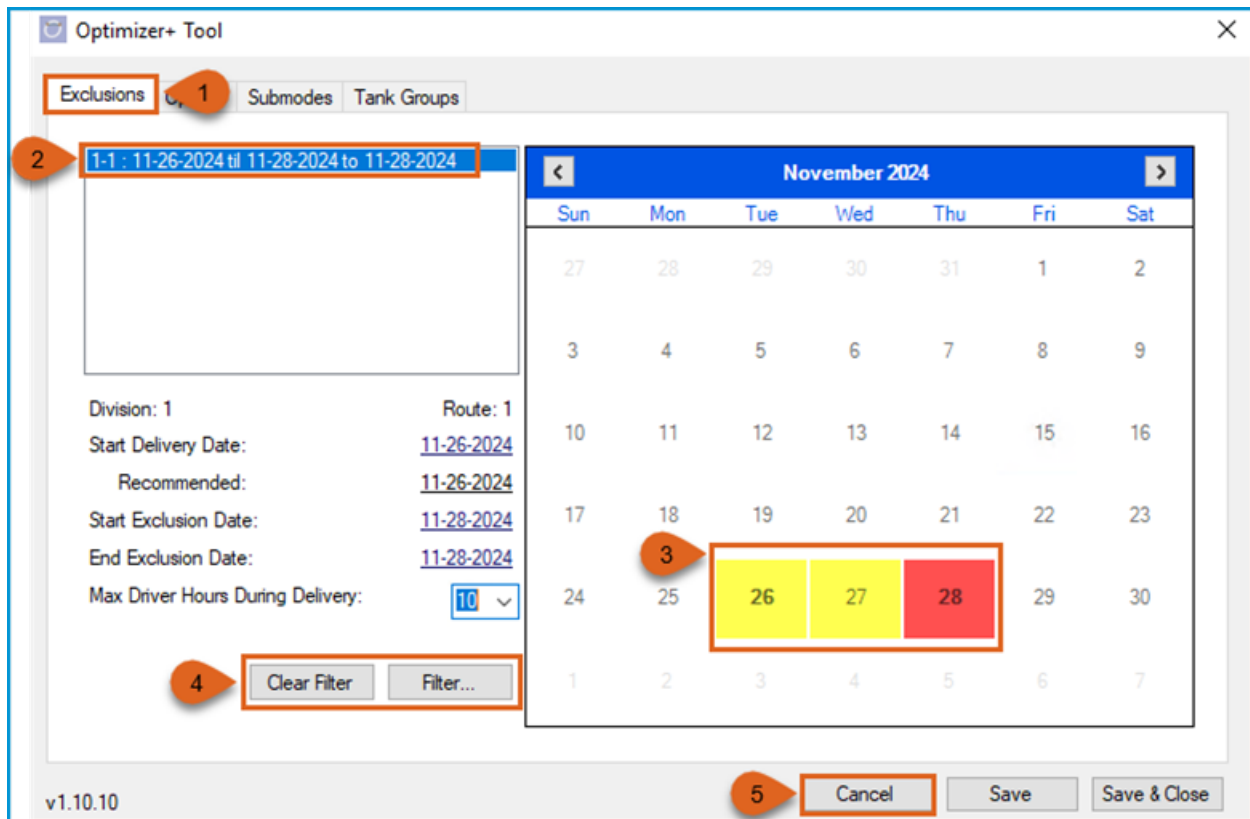 Optimizer+ Tool
Exclusions 1 Submodes Tank Groups
2 1-1 : 11-26-2024 til 11-28-2024 to 11-28-2024
November 2024
Sun Mon Tue Wed Thu Fri Sat
27 28 29 30 31 1 2
3 4 5 6 7 8 9
10 11 12 13 14 15 16
17 18 19 20 21 22 23
3
24 25 26 27 28 29 30
1 2 3 4 5 6 7
Division: 1 Route: 1
Start Delivery Date: 11-26-2024
Recommended: 11-26-2024
Start Exclusion Date: 11-28-2024
End Exclusion Date: 11-28-2024
Max Driver Hours During Delivery: 10
4 Clear Filter Filter...
v1.10.10
5 Cancel Save Save & Close